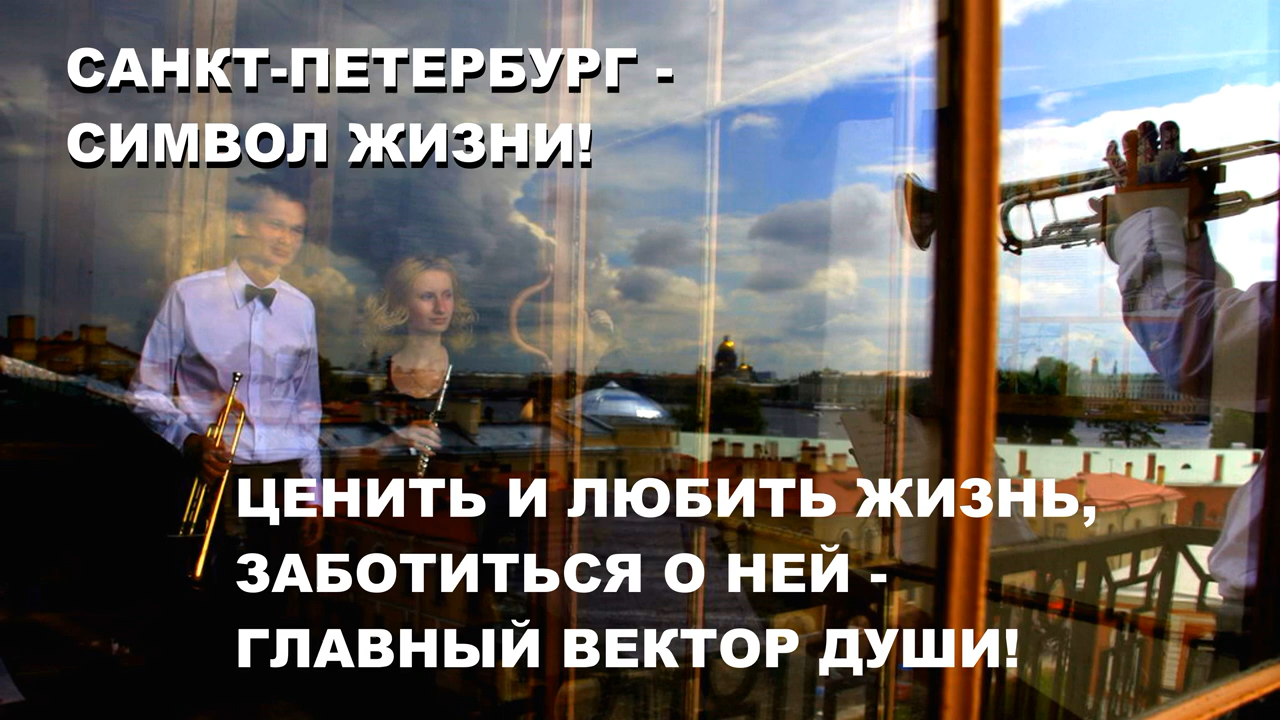 САНКТ-ПЕТЕРБУРГ -
СИМВОЛ ЖИЗНИ!
ЦЕНИТЬ И ЛЮБИТЬ ЖИЗНЬ,
ЗАБОТИТЬСЯ О НЕЙ -
ГЛАВНЫЙ ВЕКТОР ДУШИ!